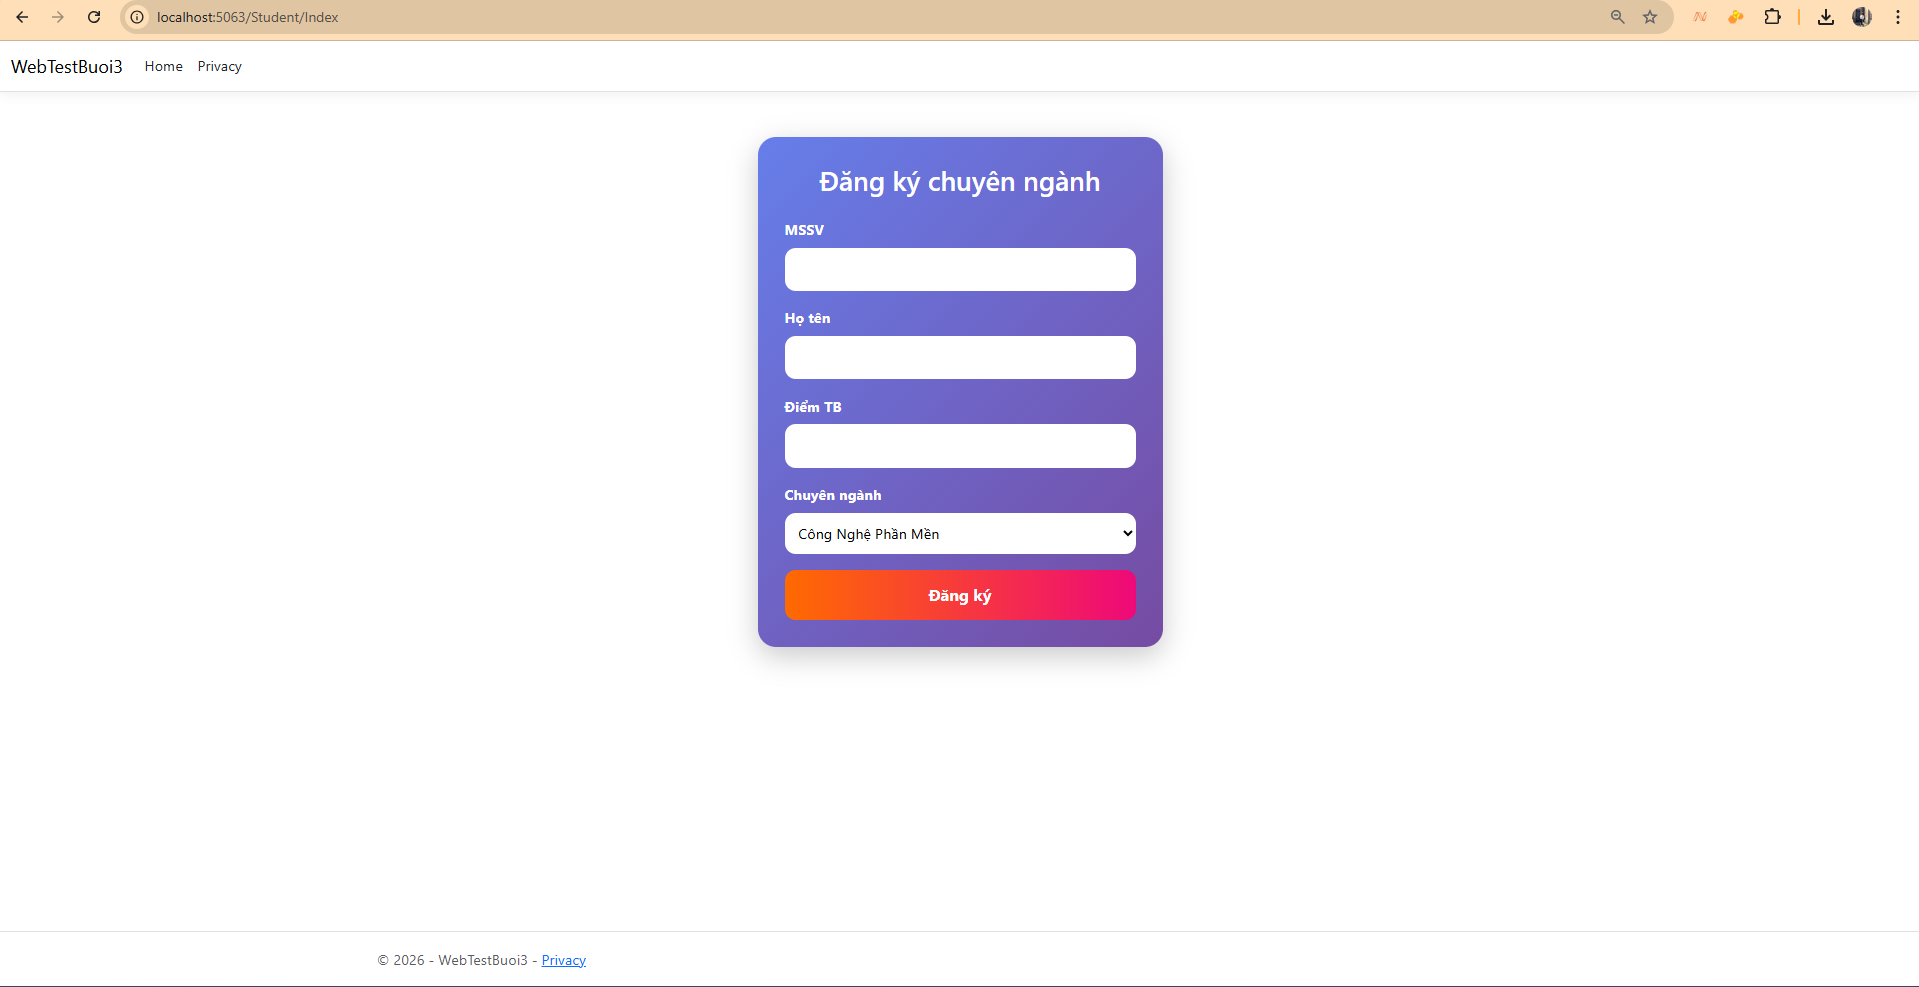 localhost:5063/Student/Index
WebTestBuoi3 Home Privacy
Đăng ký chuyên ngành
MSSV
Họ tên
Điểm TB
Chuyên ngành
Công Nghệ Phần Mền
Đăng ký
© 2026 - WebTestBuoi3 - Privacy